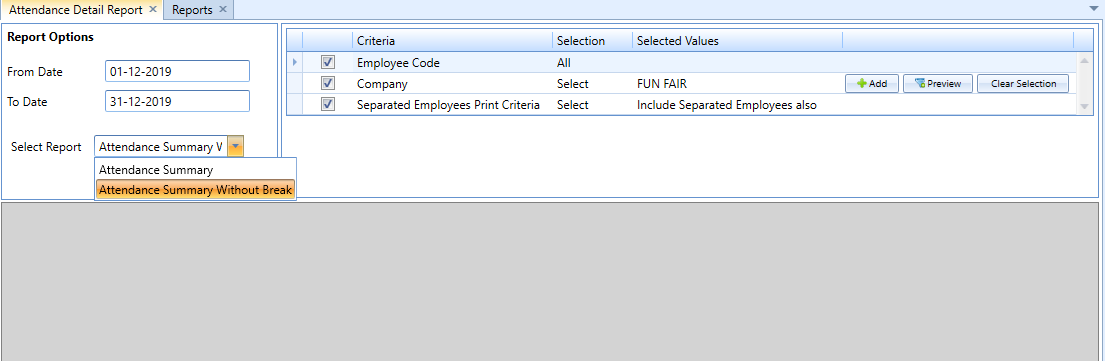 Attendance Detail Report
Reports
Report Options
From Date 01-12-2019
To Date 31-12-2019
Select Report Attendance Summary W
Attendance Summary
Attendance Summary Without Break
Criteria Selection Selected Values
Employee Code All
Company Select FUN FAIR Add Preview Clear Selection
Separated Employees Print Criteria Select Include Separated Employees also